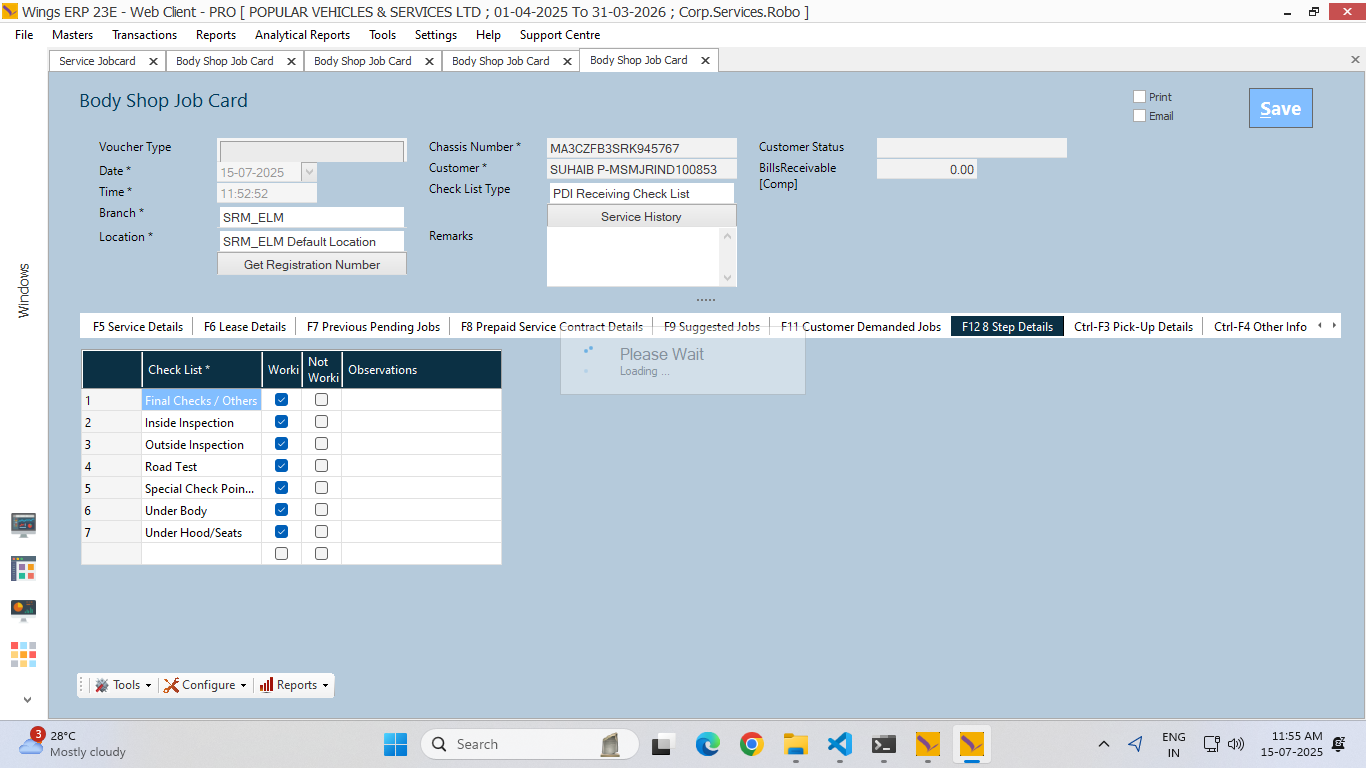 Wings ERP 23E - Web Client - PRO [ POPULAR VEHICLES & SERVICES LTD ; 01-04-2025 To 31-03-2026 ; Corp.Services.Robo ]
File Masters Transactions Reports Analytical Reports Tools Settings Help Support Centre
Service Jobcard Body Shop Job Card Body Shop Job Card Body Shop Job Card Body Shop Job Card
Body Shop Job Card
Print
Email
Save
Voucher Type
Date *
15-07-2025
Time *
11:52:52
Branch *
SRM_ELM
Location *
SRM_ELM Default Location
Get Registration Number
Chassis Number *
MA3CZFB3SRK945767
Customer *
SUHAIB P-MSMJRIND100853
Check List Type
PDI Receiving Check List
Service History
Remarks
Customer Status
BillsReceivable
[Comp]
0.00
Windows
F5 Service Details F6 Lease Details F7 Previous Pending Jobs F8 Prepaid Service Contract Details F9 Suggested Jobs F11 Customer Demanded Jobs F12 8 Step Details Ctrl-F3 Pick-Up Details Ctrl-F4 Other Info
Please Wait
Loading ...
Check List * Worki Not Worki Observations
1 Final Checks / Others
2 Inside Inspection
3 Outside Inspection
4 Road Test
5 Special Check Poin...
6 Under Body
7 Under Hood/Seats
Tools Configure Reports
3
28°C
Mostly cloudy
Search
ENG
IN
11:55 AM
15-07-2025